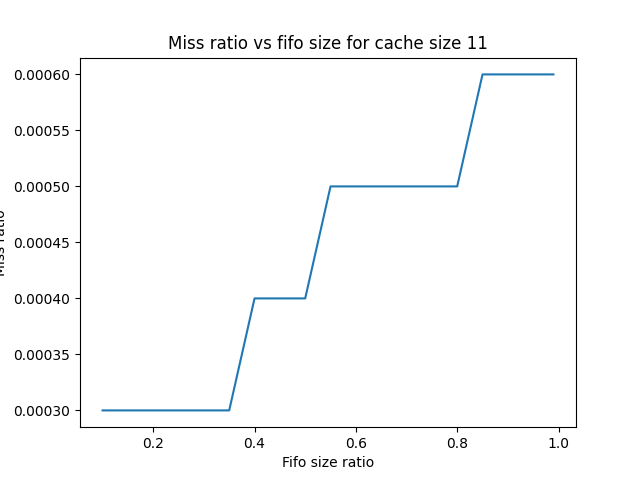 Miss ratio vs fifo size for cache size 11
0.00060
0.00055
0.00050
0.00045
0.00040
0.00035
0.00030
Miss ratio
0.2 0.4 0.6 0.8 1.0
Fifo size ratio